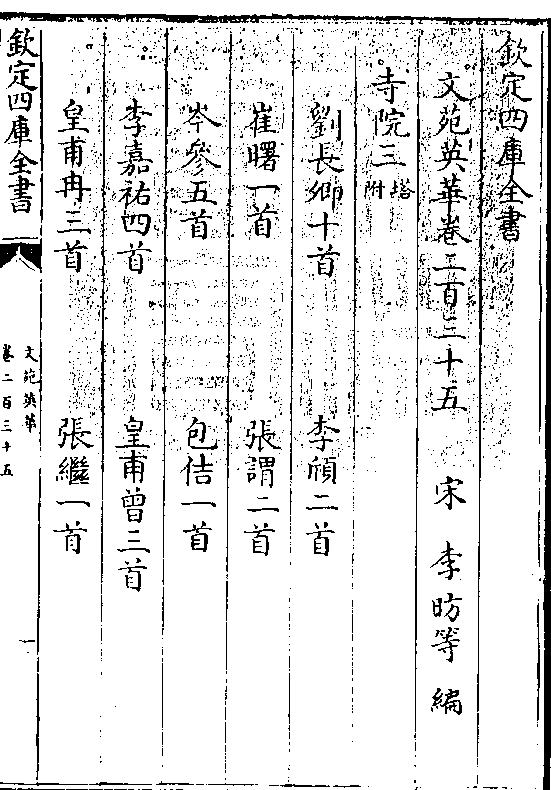 欽定四庫全書
文苑英華卷二百三十五 宋 李昉等 編
寺院三 塔附
劉長卿十首 李頎二首
崔曙一首 張謂二首
岑參五首 包佶一首
李嘉祐四首 皇甫曾三首
皇甫冉三首 張繼一首
欽定四庫全書
文苑英華
卷二百三十五
一